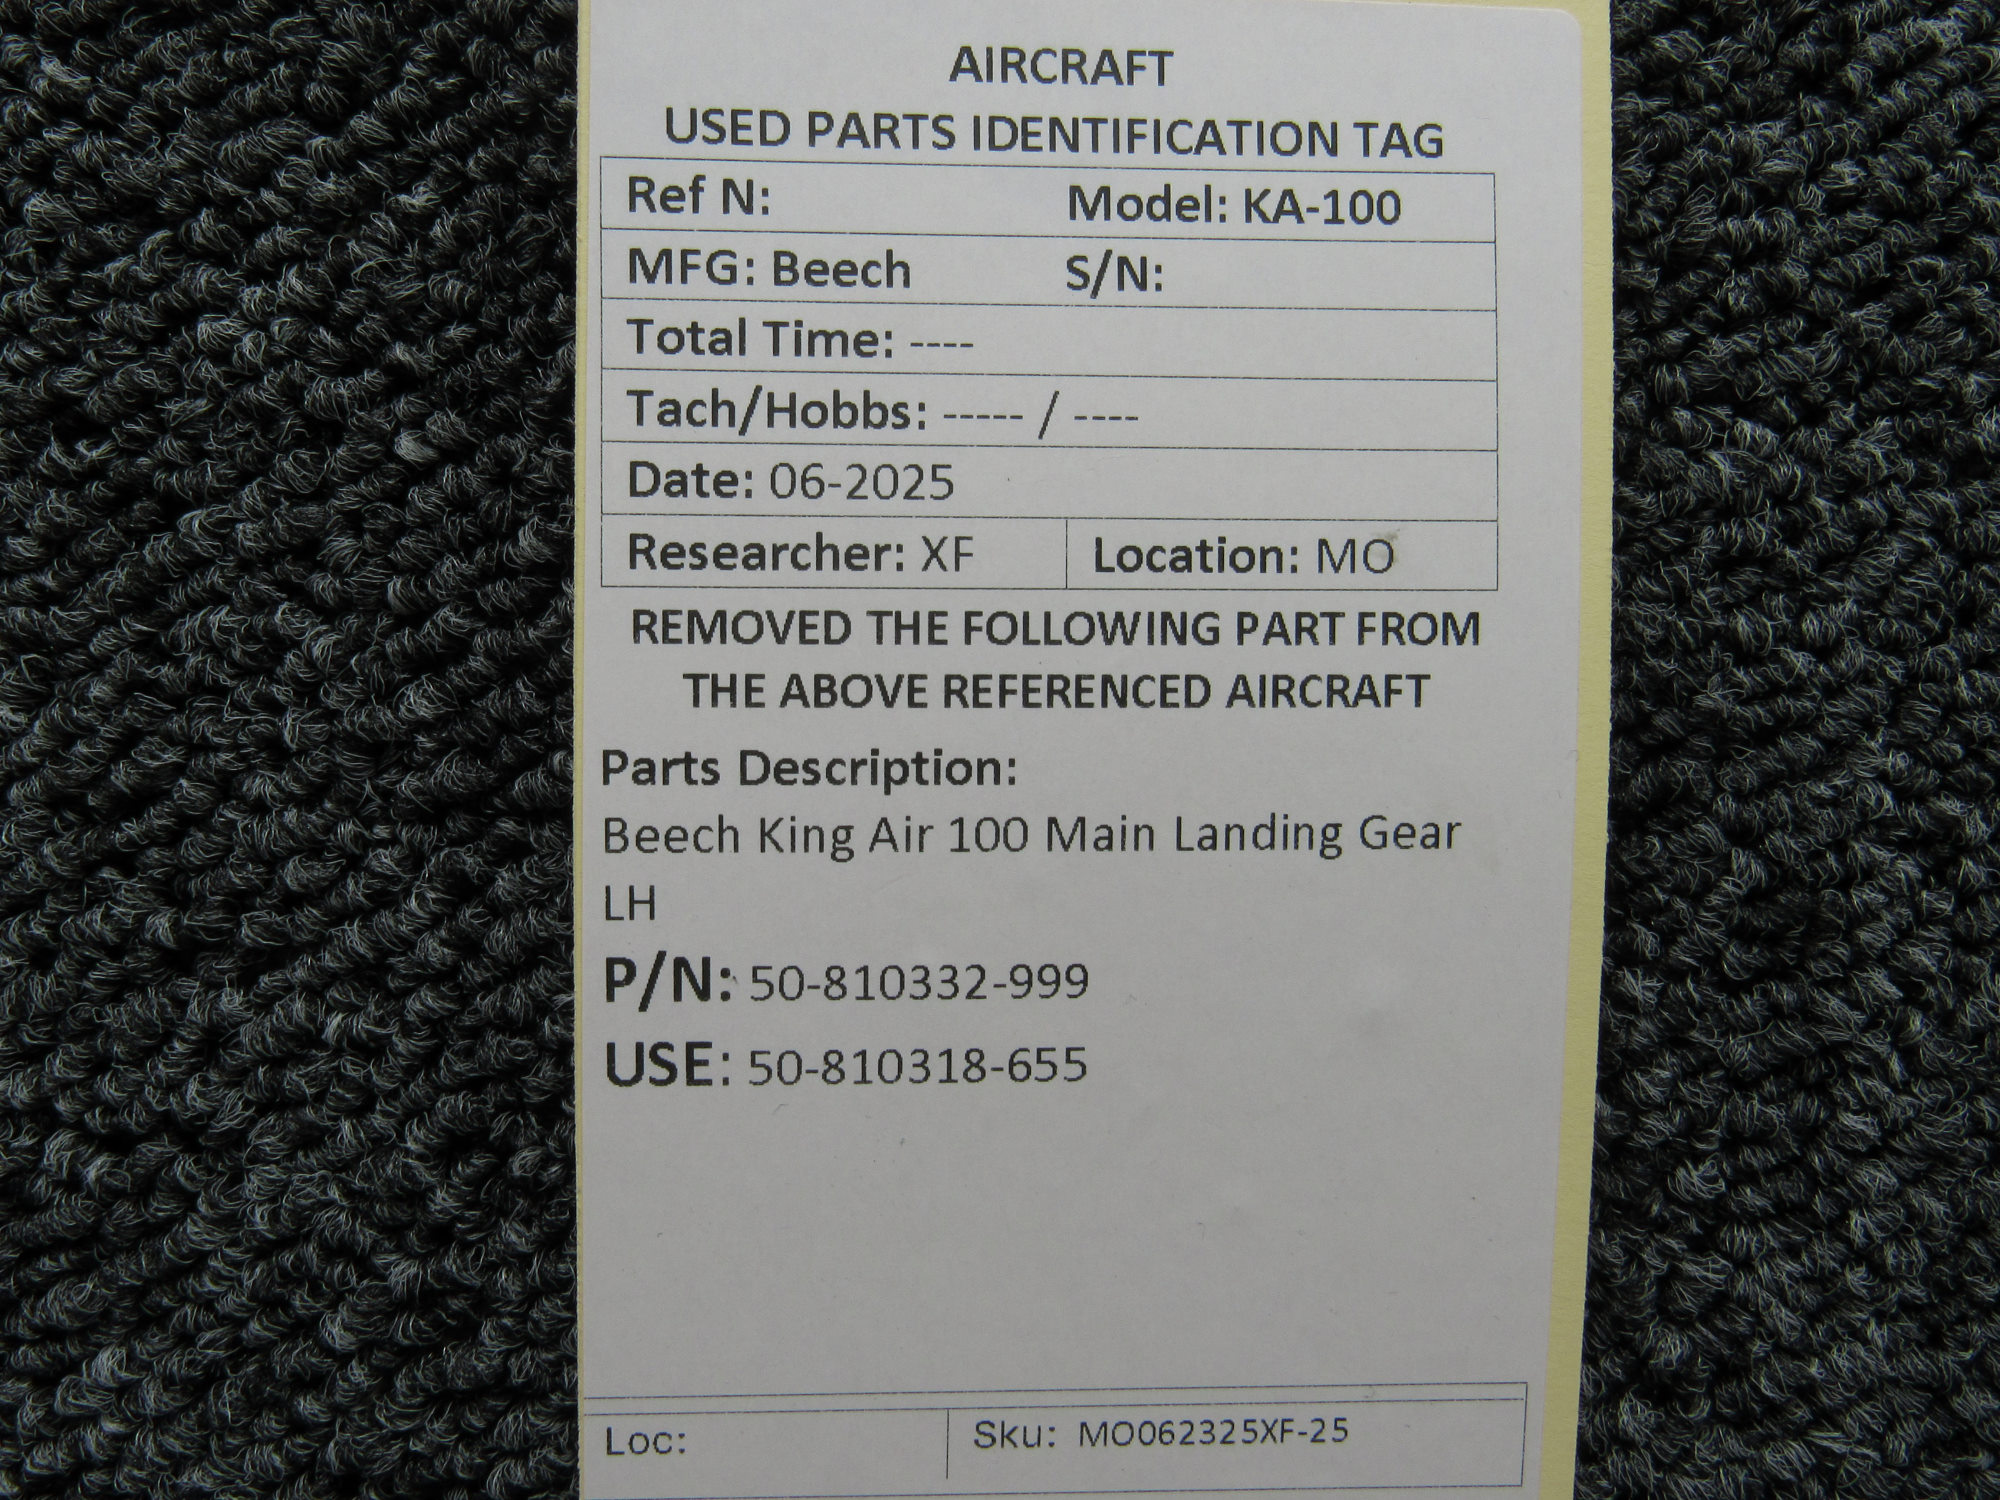 AIRCRAFT
USED PARTS IDENTIFICATION TAG
Ref N: Model: KA-100
MFG: Beech S/N:
Total Time: ----
Tach/Hobbs: ----- / ----
Date: 06-2025
Researcher: XF Location: MO
REMOVED THE FOLLOWING PART FROM
THE ABOVE REFERENCED AIRCRAFT
Parts Description:
Beech King Air 100 Main Landing Gear
LH
P/N: 50-810332-999
USE: 50-810318-655
Loc: Sku: MO062325XF-25